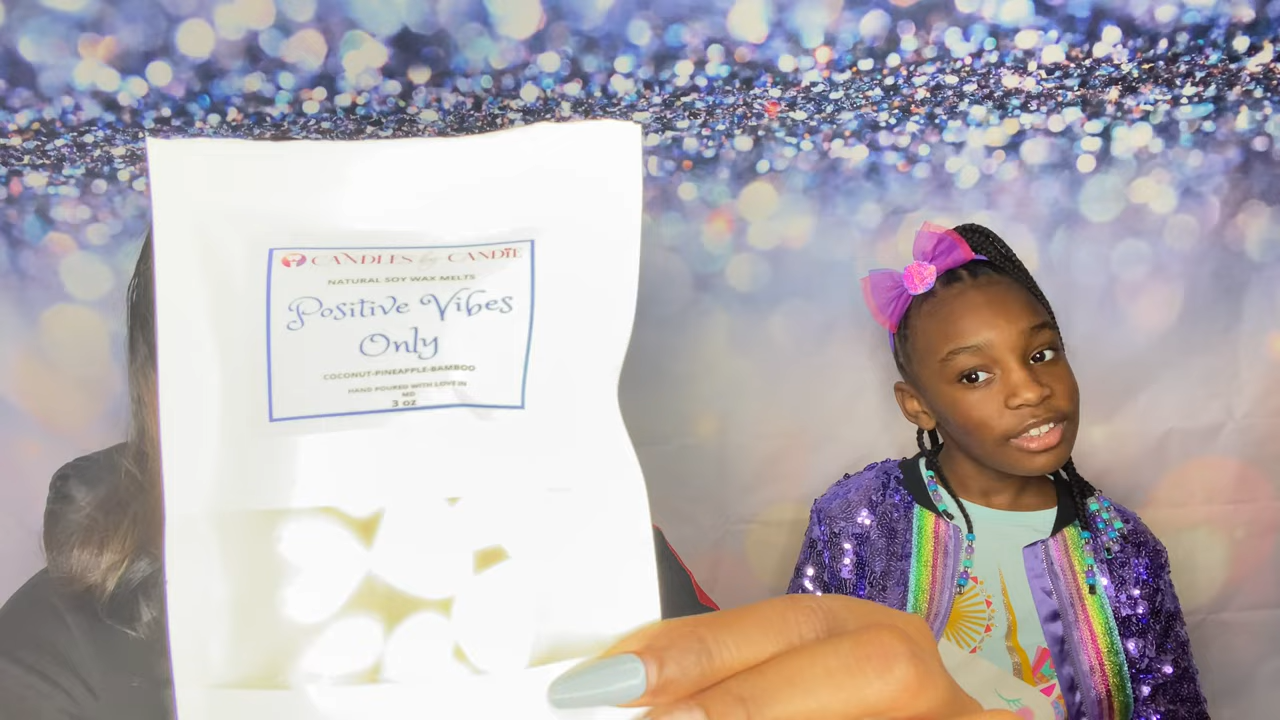 CANDLES by CANDIE
NATURAL SOY WAX MELTS
Positive Vibes
Only
COCONUT-PINEAPPLE-BAMBOO
HAND POURED WITH LOVE IN
MD
3 OZ